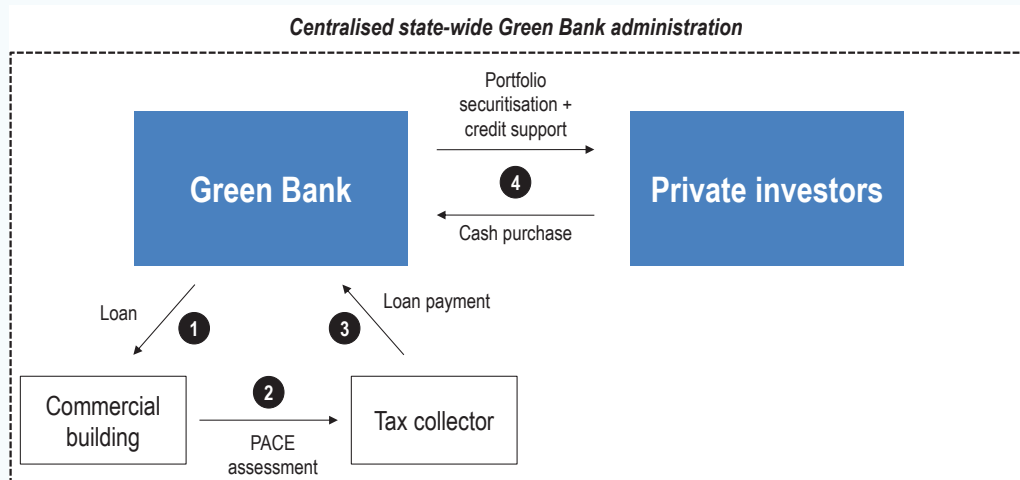 Centralised state-wide Green Bank administration
Portfolio
securitisation +
credit support
Green Bank
4
Private investors
Cash purchase
Loan
1
3
Loan payment
Commercial
building
2
PACE
assessment
Tax collector